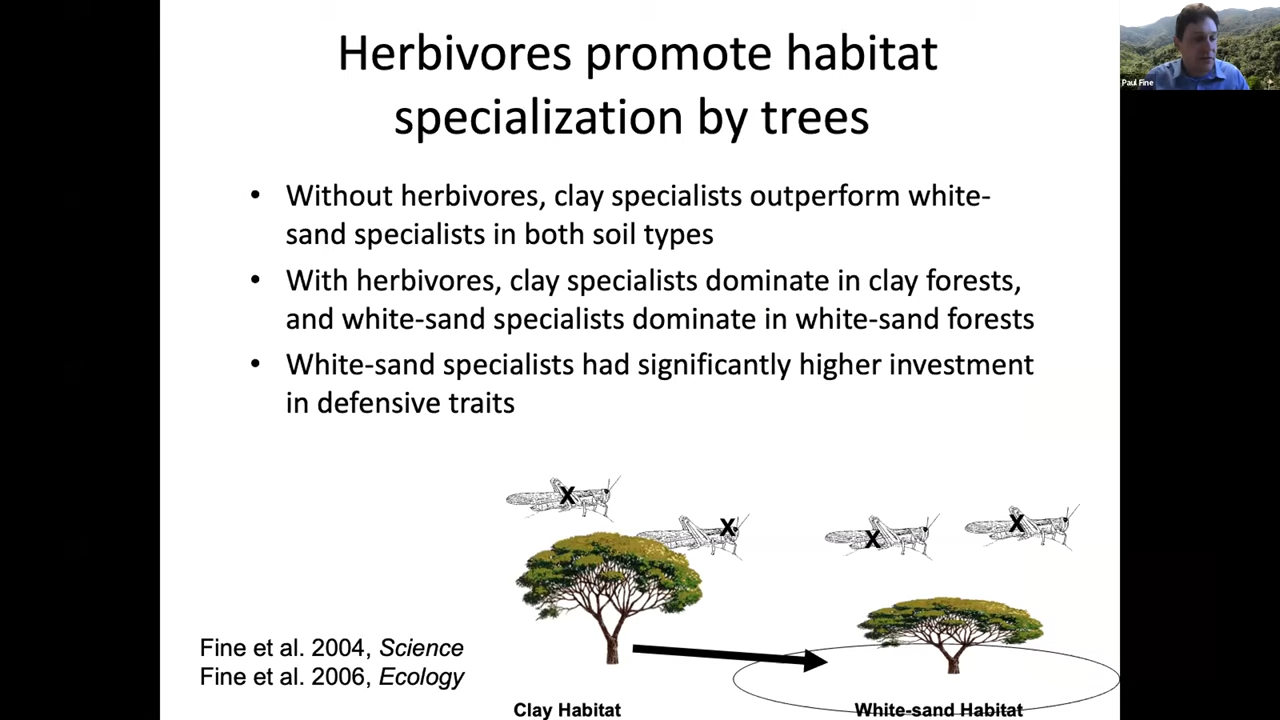 Herbivores promote habitat
specialization by trees
• Without herbivores, clay specialists outperform white-
sand specialists in both soil types
• With herbivores, clay specialists dominate in clay forests,
and white-sand specialists dominate in white-sand forests
• White-sand specialists had significantly higher investment
in defensive traits
X
X
X
X
Fine et al. 2004, Science
Fine et al. 2006, Ecology
Clay Habitat
White-sand Habitat
Paul Fine